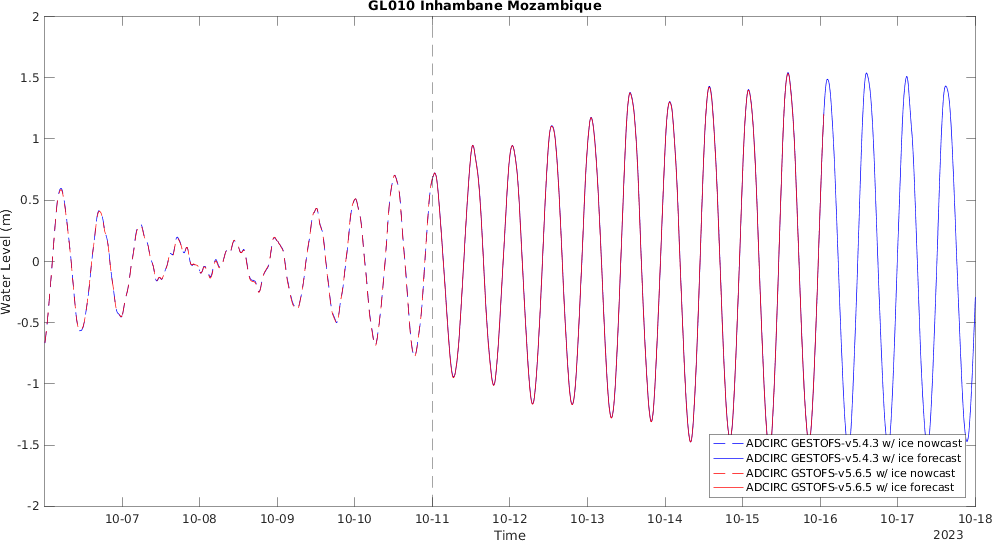 GL010 Inhambane Mozambique
Water Level (m)
2
1.5
1
0.5
0
-0.5
-1
-1.5
-2
10-07 10-08 10-09 10-10 10-11 10-12 10-13 10-14 10-15 10-16 10-17 10-18
Time
2023
ADCIRC GESTOFS-v5.4.3 w/ ice nowcast
ADCIRC GESTOFS-v5.4.3 w/ ice forecast
ADCIRC GSTOFS-v5.6.5 w/ ice nowcast
ADCIRC GSTOFS-v5.6.5 w/ ice forecast